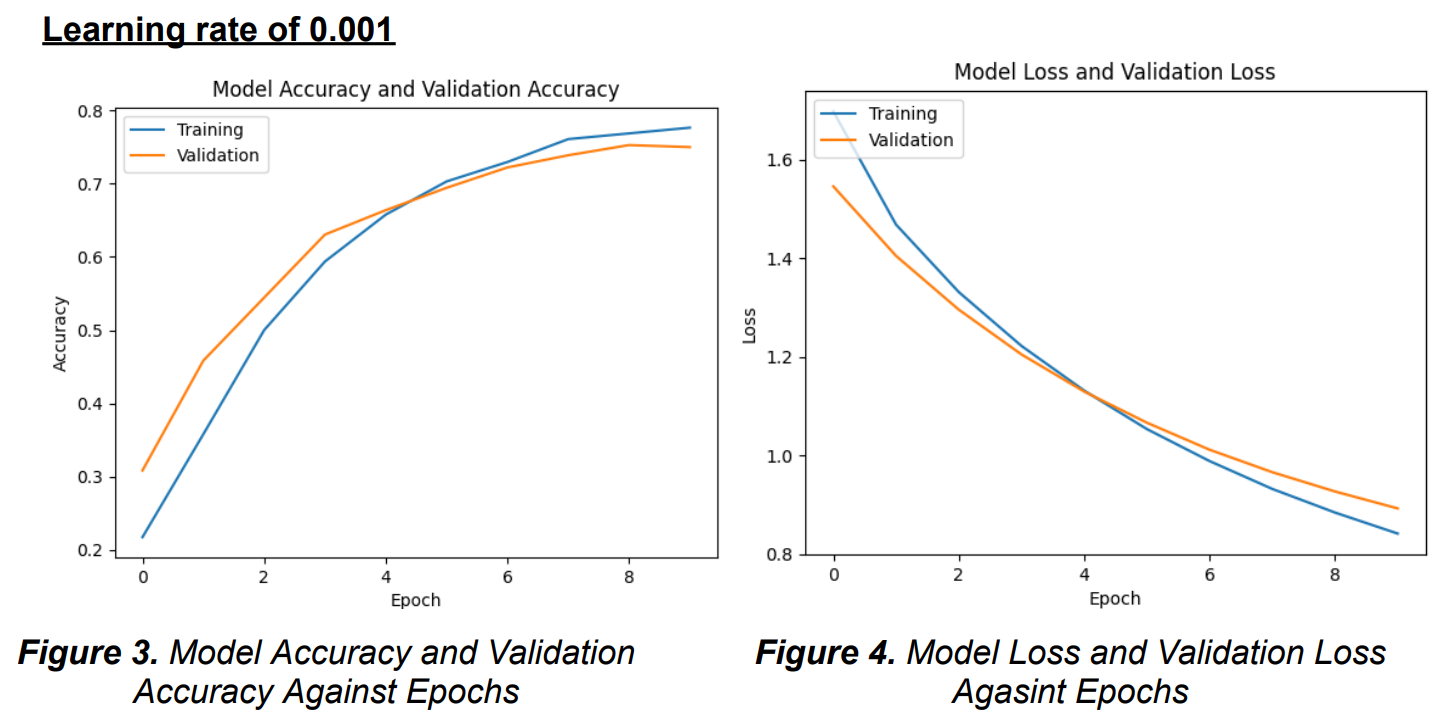 Learning rate of 0.001
Model Accuracy and Validation Accuracy
Training
Validation
0.8
0.7
0.6
0.5
0.4
0.3
0.2
Accuracy
0 2 4 6 8
Epoch
Figure 3. Model Accuracy and Validation
Accuracy Against Epochs
Model Loss and Validation Loss
Training
Validation
1.6
1.4
1.2
1.0
0.8
Loss
0 2 4 6 8
Epoch
Figure 4. Model Loss and Validation Loss
Agasint Epochs